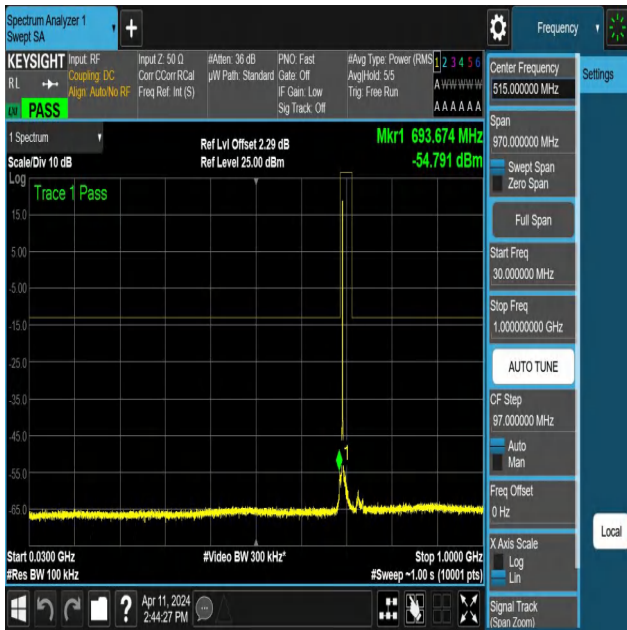 Spectrum Analyzer 1
Swept SA
Frequency
KEYSIGHT
RL
PASS
Input: RF
Coupling: DC
Align: Auto/No RF
Input Z: 50 Ω
Corr CCorr RCal
Freq Ref: Int (S)
#Atten: 36 dB
µW Path: Standard
PNO: Fast
Gate: Off
IF Gain: Low
Sig Track: Off
#Avg Type: Power (RMS
Avg|Hold: 5/5
Trig: Free Run
1 2 3 4 5 6
A W W W W W
A A A A A A
1 Spectrum
Scale/Div 10 dB
Ref Lvl Offset 2.29 dB
Ref Level 25.00 dBm
Mkr1 693.674 MHz
-54.791 dBm
Log
Trace 1 Pass
15.0
5.00
-5.00
-15.0
-25.0
-35.0
-45.0
-55.0
-65.0
1
Start 0.0300 GHz
#Res BW 100 kHz
#Video BW 300 kHz*
Stop 1.0000 GHz
#Sweep ~1.00 s (10001 pts)
Apr 11, 2024
2:44:27 PM
Center Frequency
515.000000 MHz
Span
970.000000 MHz
Swept Span
Zero Span
Full Span
Start Freq
30.000000 MHz
Stop Freq
1.000000000 GHz
AUTO TUNE
CF Step
97.000000 MHz
Auto
Man
Freq Offset
0 Hz
X Axis Scale
Log
Lin
Signal Track
(Span Zoom)
Settings
Local